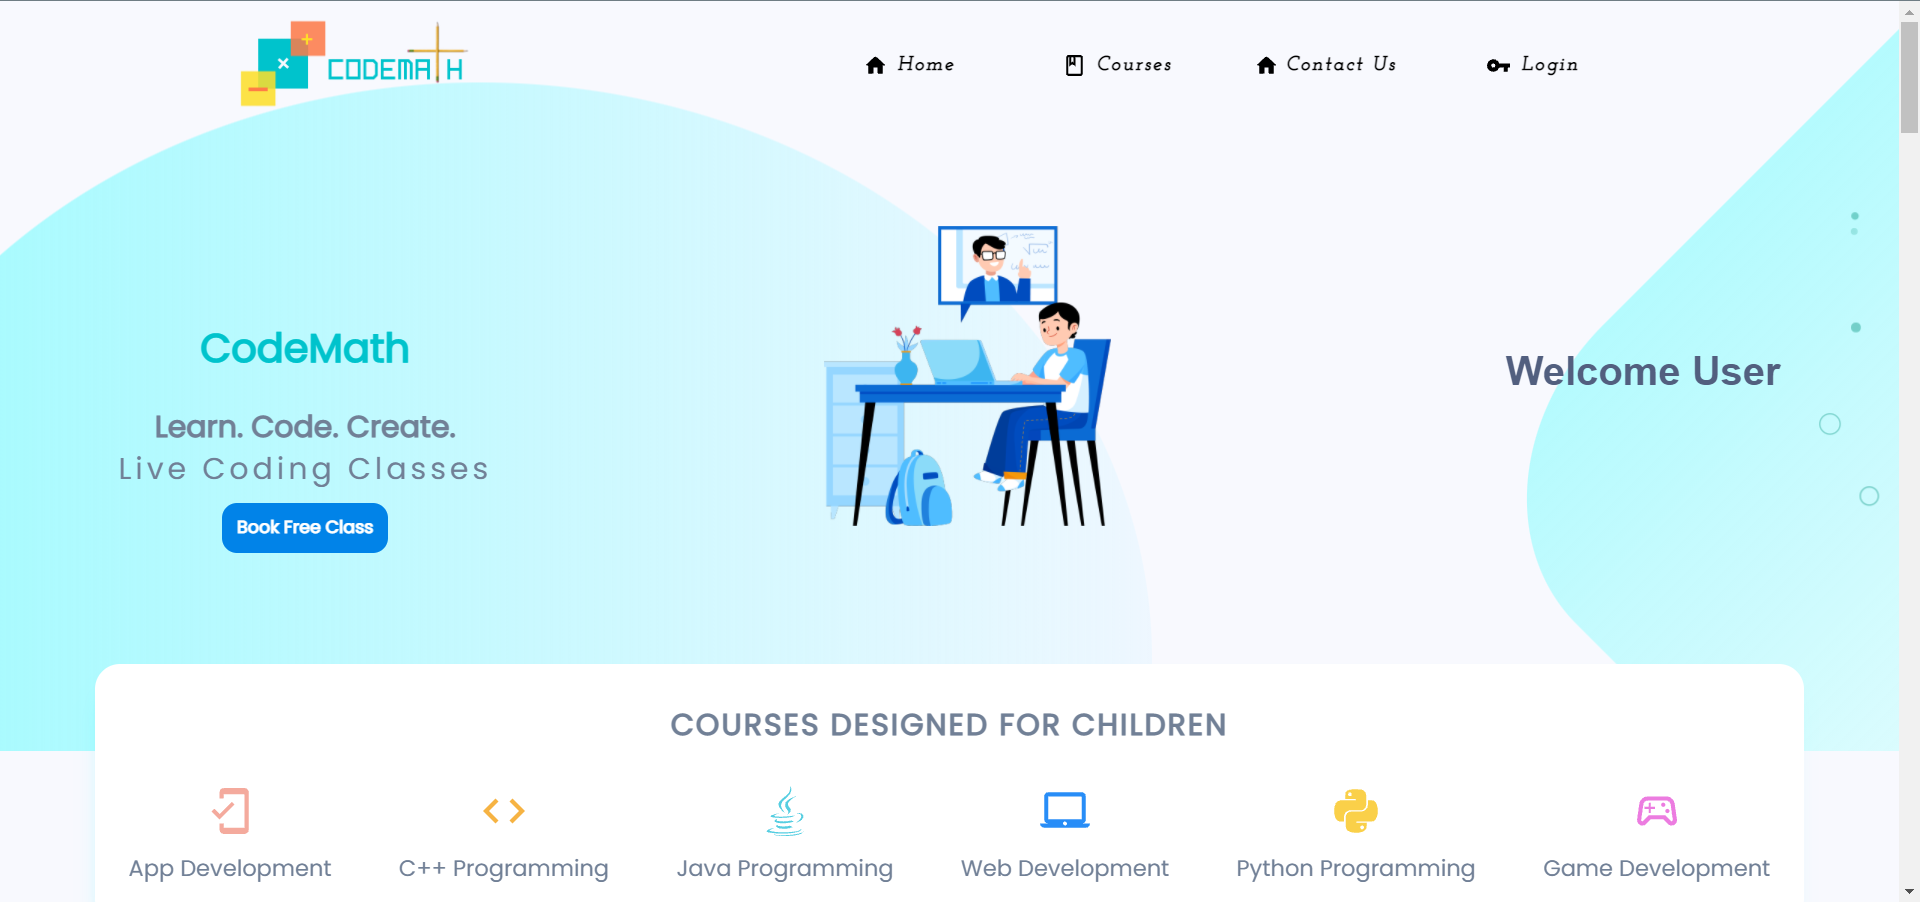 CODEMATH
Home
Courses
Contact Us
Login
CodeMath
Learn. Code. Create.
Live Coding Classes
Book Free Class
Welcome User
COURSES DESIGNED FOR CHILDREN
App Development
C++ Programming
Java Programming
Web Development
Python Programming
Game Development